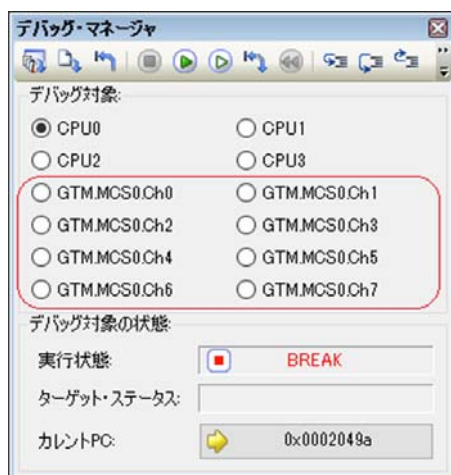 デバッグ・マネージャ
デバッグ対象:
CPU0 CPU1
CPU2 CPU3
GTM.MCS0.Ch0 GTM.MCS0.Ch1
GTM.MCS0.Ch2 GTM.MCS0.Ch3
GTM.MCS0.Ch4 GTM.MCS0.Ch5
GTM.MCS0.Ch6 GTM.MCS0.Ch7
デバッグ対象の状態:
実行状態: BREAK
ターゲット・ステータス:
カレントPC: 0x0002049a